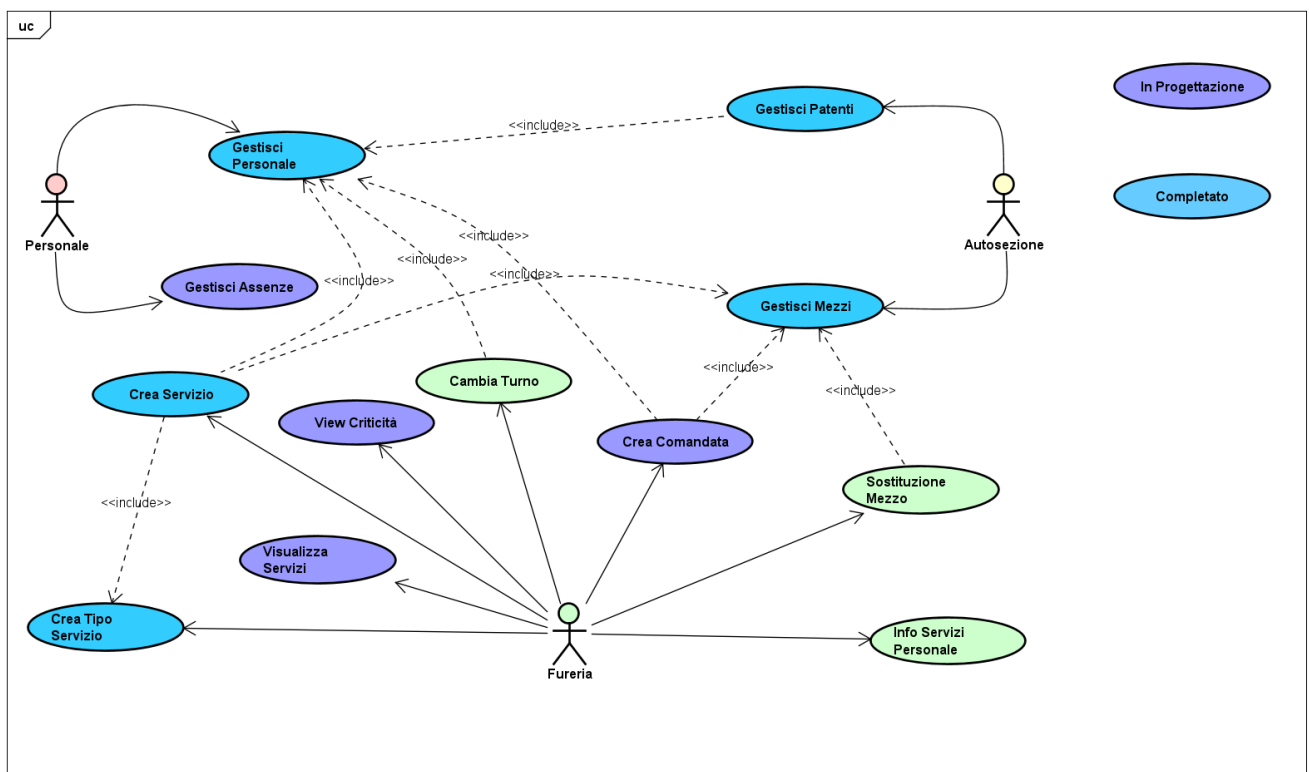 uc
In Progettazione
Gestisci Patenti
<<include>>
Gestisci
Personale
Completato
Personale
Autosezione
<<include>>
<<include>>
<<include>>
<<include>>
Gestisci Assenze
Gestisci Mezzi
<<include>>
Cambia Turno
<<include>>
Crea Servizio
View Criticità
Crea Comandata
Sostituzione
Mezzo
<<include>>
Visualizza
Servizi
Crea Tipo
Servizio
Info Servizi
Personale
Fureria